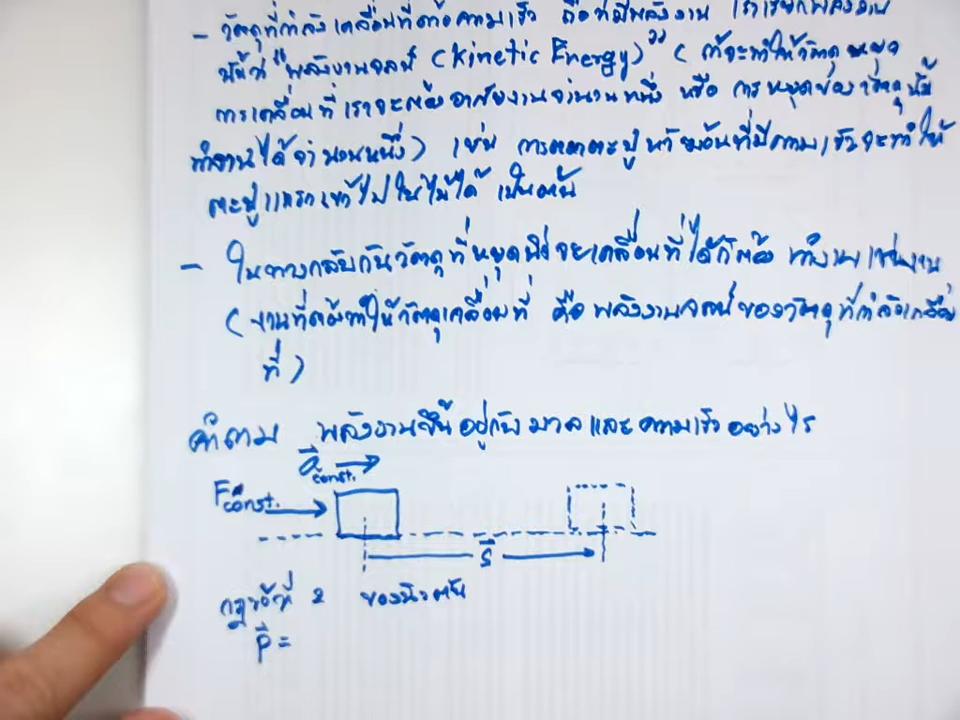 - วัตถุที่กำลังเคลื่อนที่ด้วยความเร็ว ถือว่ามีพลังงาน เราเรียกพลังงาน
นี้ว่า "พลังงานจลน์ (Kinetic Energy)" (ถ้าจะทำให้วัตถุหยุด
การเคลื่อนที่เราจะต้องอาศัยงานจำนวนหนึ่ง หรือ การหยุดของวัตถุนั้น
ทำงานได้จำนวนหนึ่ง) เช่น การตอกตะปู หัวฆ้อนที่มีความเร็วจะทำให้
ตะปูแทรกเข้าไปในไม้ได้ เป็นต้น
- ในทางกลับกันวัตถุที่หยุดนิ่งจะเคลื่อนที่ได้ก็ต้อง
(งานที่ทำให้วัตถุเคลื่อนที่ คือ พลังงานจลน์ของวัตถุที่กำลังเคลื่อน
ที่)
คำถาม พลังงานขึ้นอยู่กับ มวล และ ความเร็ว อย่างไร
a const.
F const.
S
กฎข้อที่ 2 ของนิวตัน
P =